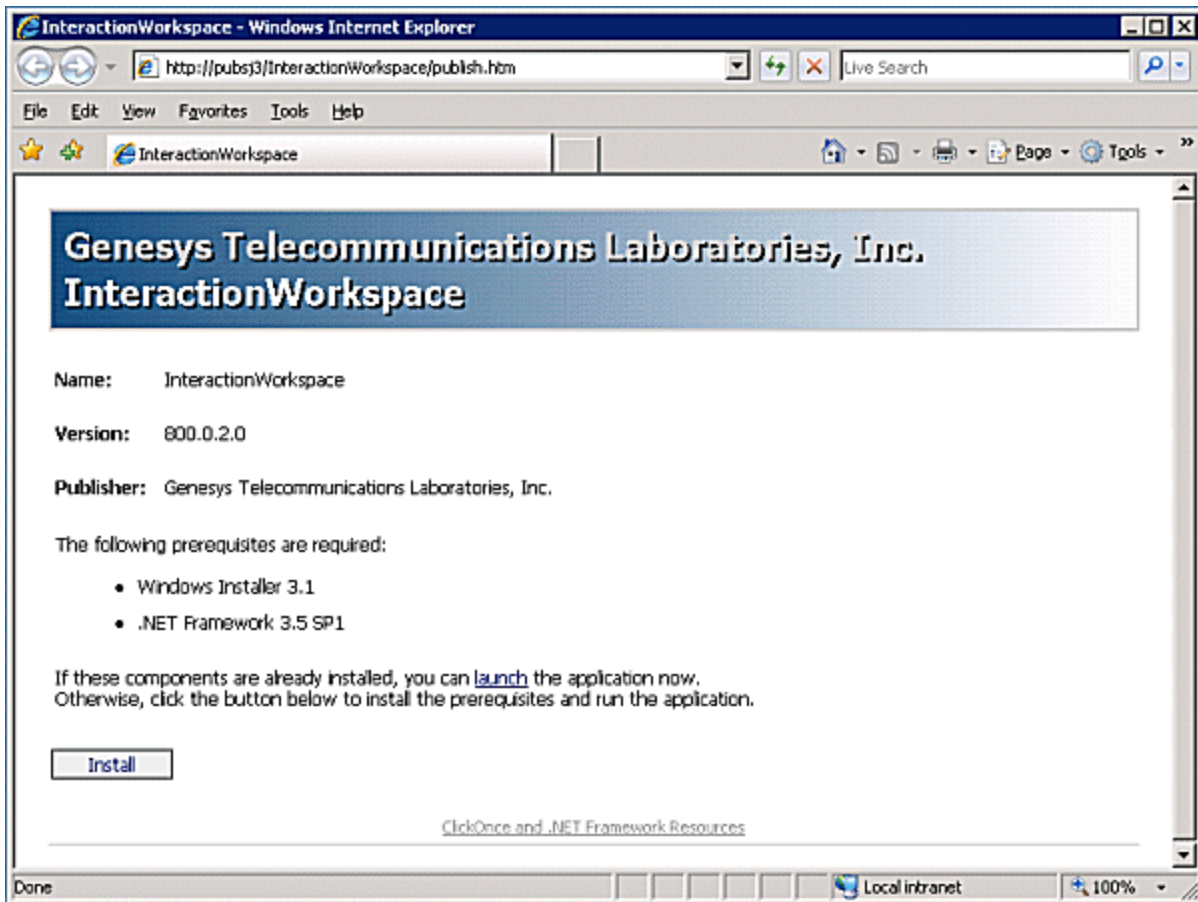 InteractionWorkspace - Windows Internet Explorer
http://pubsj3/InteractionWorkspace/publish.htm
Live Search
File Edit View Favorites Tools Help
InteractionWorkspace
Page Tools »
Genesys Telecommunications Laboratories, Inc.
InteractionWorkspace
Name: InteractionWorkspace
Version: 800.0.2.0
Publisher: Genesys Telecommunications Laboratories, Inc.
The following prerequisites are required:
• Windows Installer 3.1
• .NET Framework 3.5 SP1
If these components are already installed, you can launch the application now.
Otherwise, click the button below to install the prerequisites and run the application.
Install
ClickOnce and .NET Framework Resources
Done Local intranet 100%